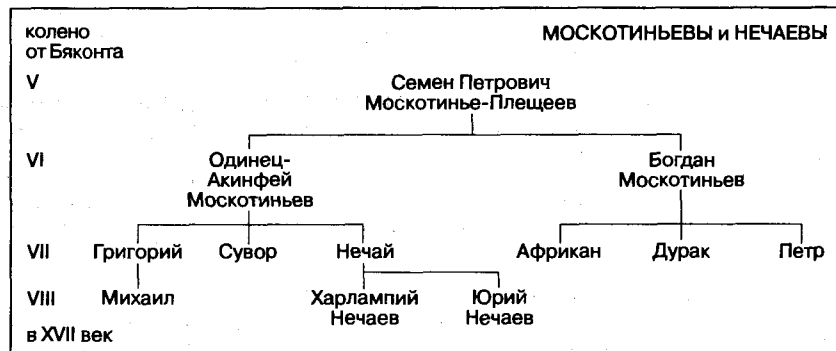 колено
от Бяконта
МОСКОТИНЬЕВЫ и НЕЧАЕВЫ
V
Семен Петрович
Москотинье-Плещеев
VI
Одинец-
Акинфей
Москотиньев
Богдан
Москотиньев
VII Григорий Сувор Нечай Африкан Дурак Петр
VIII Михаил
Харлампий
Нечаев
Юрий
Нечаев
в XVII век